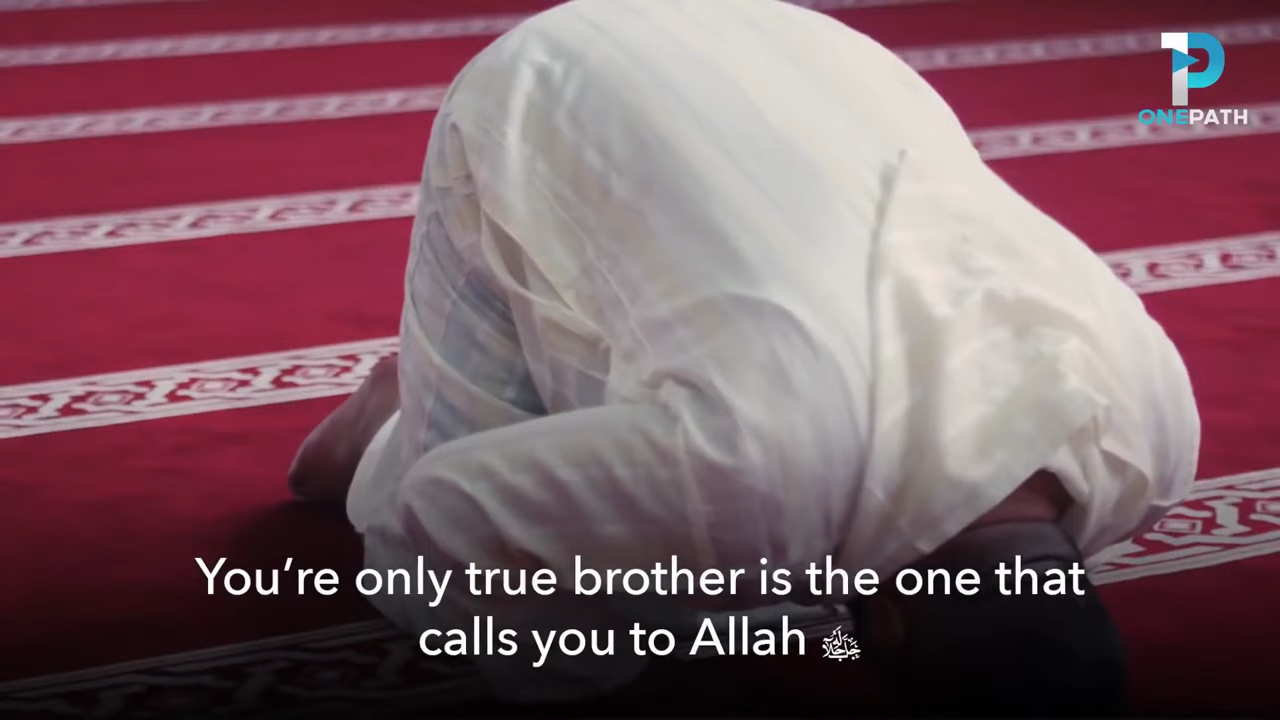 ONEPATH
You're only true brother is the one that
calls you to Allah ﷻ